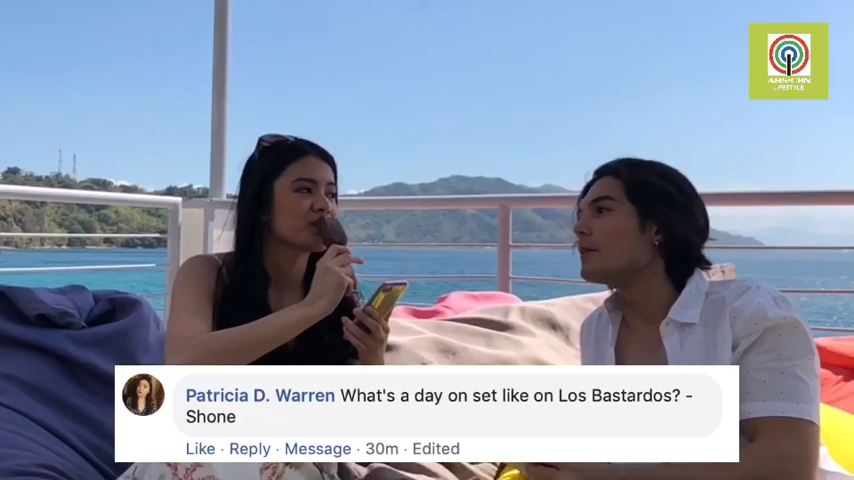 ABS-CBN
LIFESTYLE
Patricia D. Warren What's a day on set like on Los Bastardos? -
Shone
Like · Reply · Message · 30m · Edited